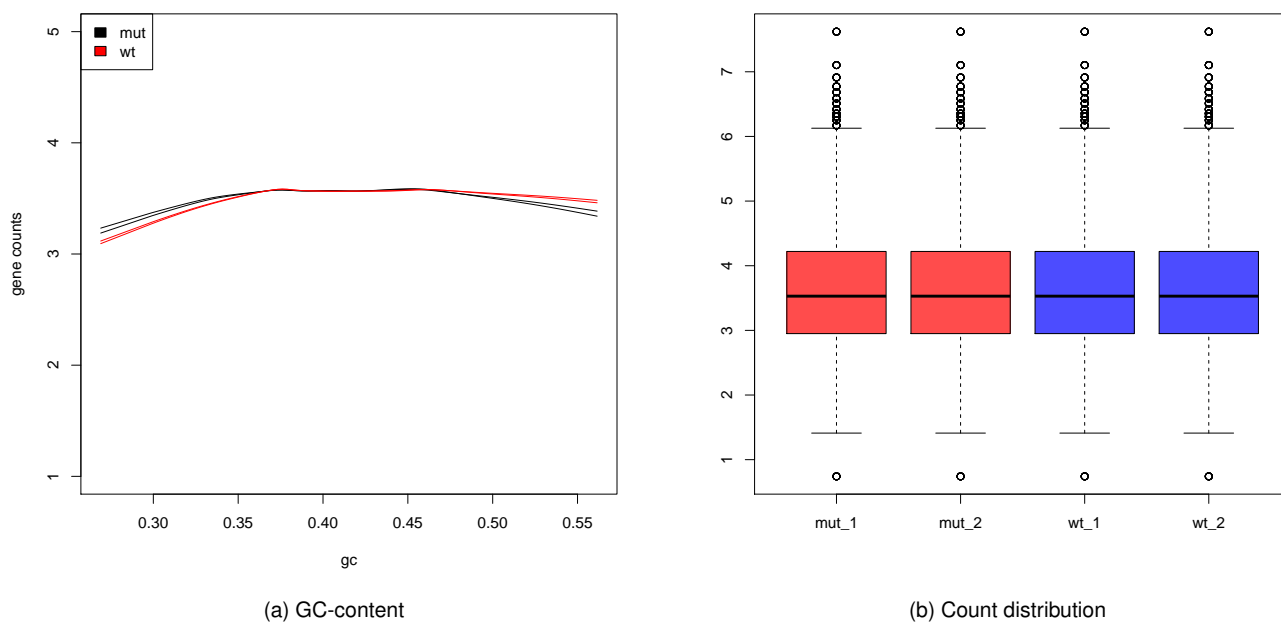 mut
wt
5
4
3
2
1
gene counts
0.30 0.35 0.40 0.45 0.50 0.55
gc
(a) GC-content
7
6
5
4
3
2
1
mut_1 mut_2 wt_1 wt_2
(b) Count distribution